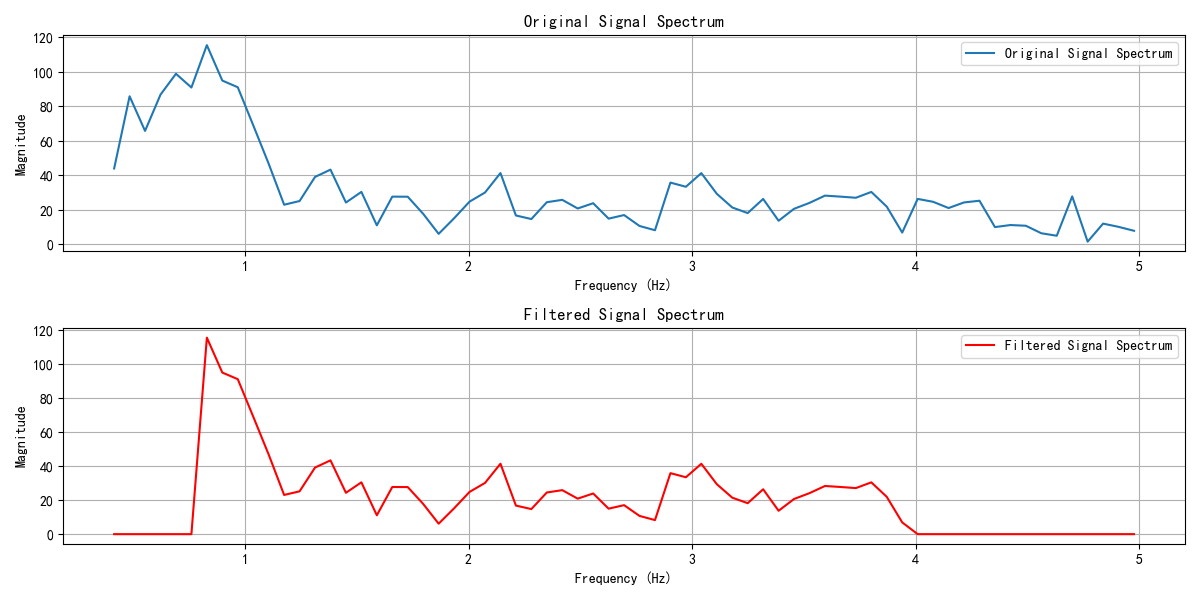 Original Signal Spectrum
120
100
80
60
40
20
0
Magnitude
Original Signal Spectrum
1 2 3 4 5
Frequency (Hz)
Filtered Signal Spectrum
120
100
80
60
40
20
0
Magnitude
Filtered Signal Spectrum
1 2 3 4 5
Frequency (Hz)